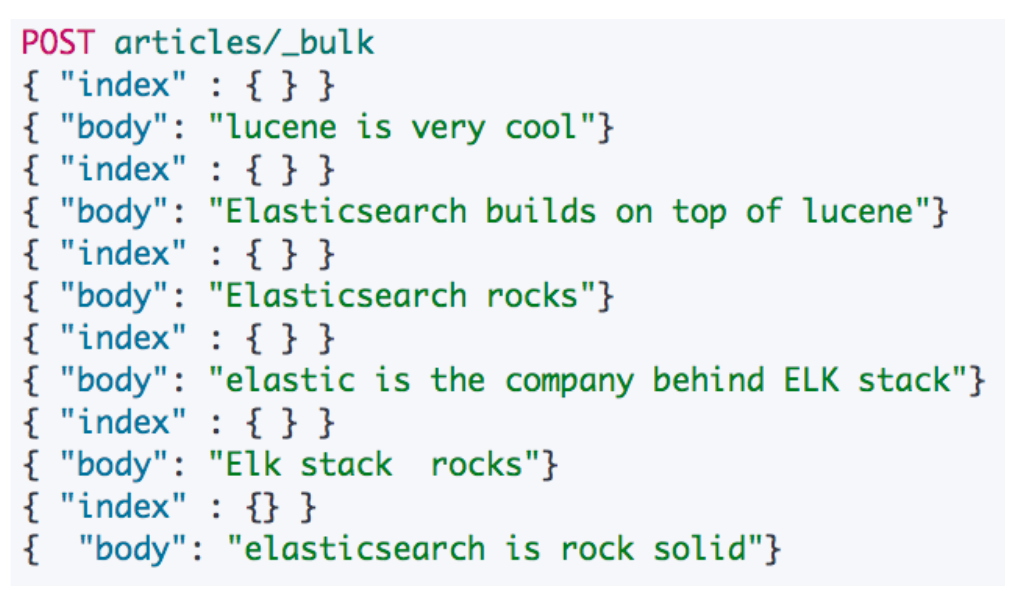 POST articles/_bulk
{ "index" : { } }
{ "body": "lucene is very cool"}
{ "index" : { } }
{ "body": "Elasticsearch builds on top of lucene"}
{ "index" : { } }
{ "body": "Elasticsearch rocks"}
{ "index" : { } }
{ "body": "elastic is the company behind ELK stack"}
{ "index" : { } }
{ "body": "Elk stack  rocks"}
{ "index" : {} }
{  "body": "elasticsearch is rock solid"}